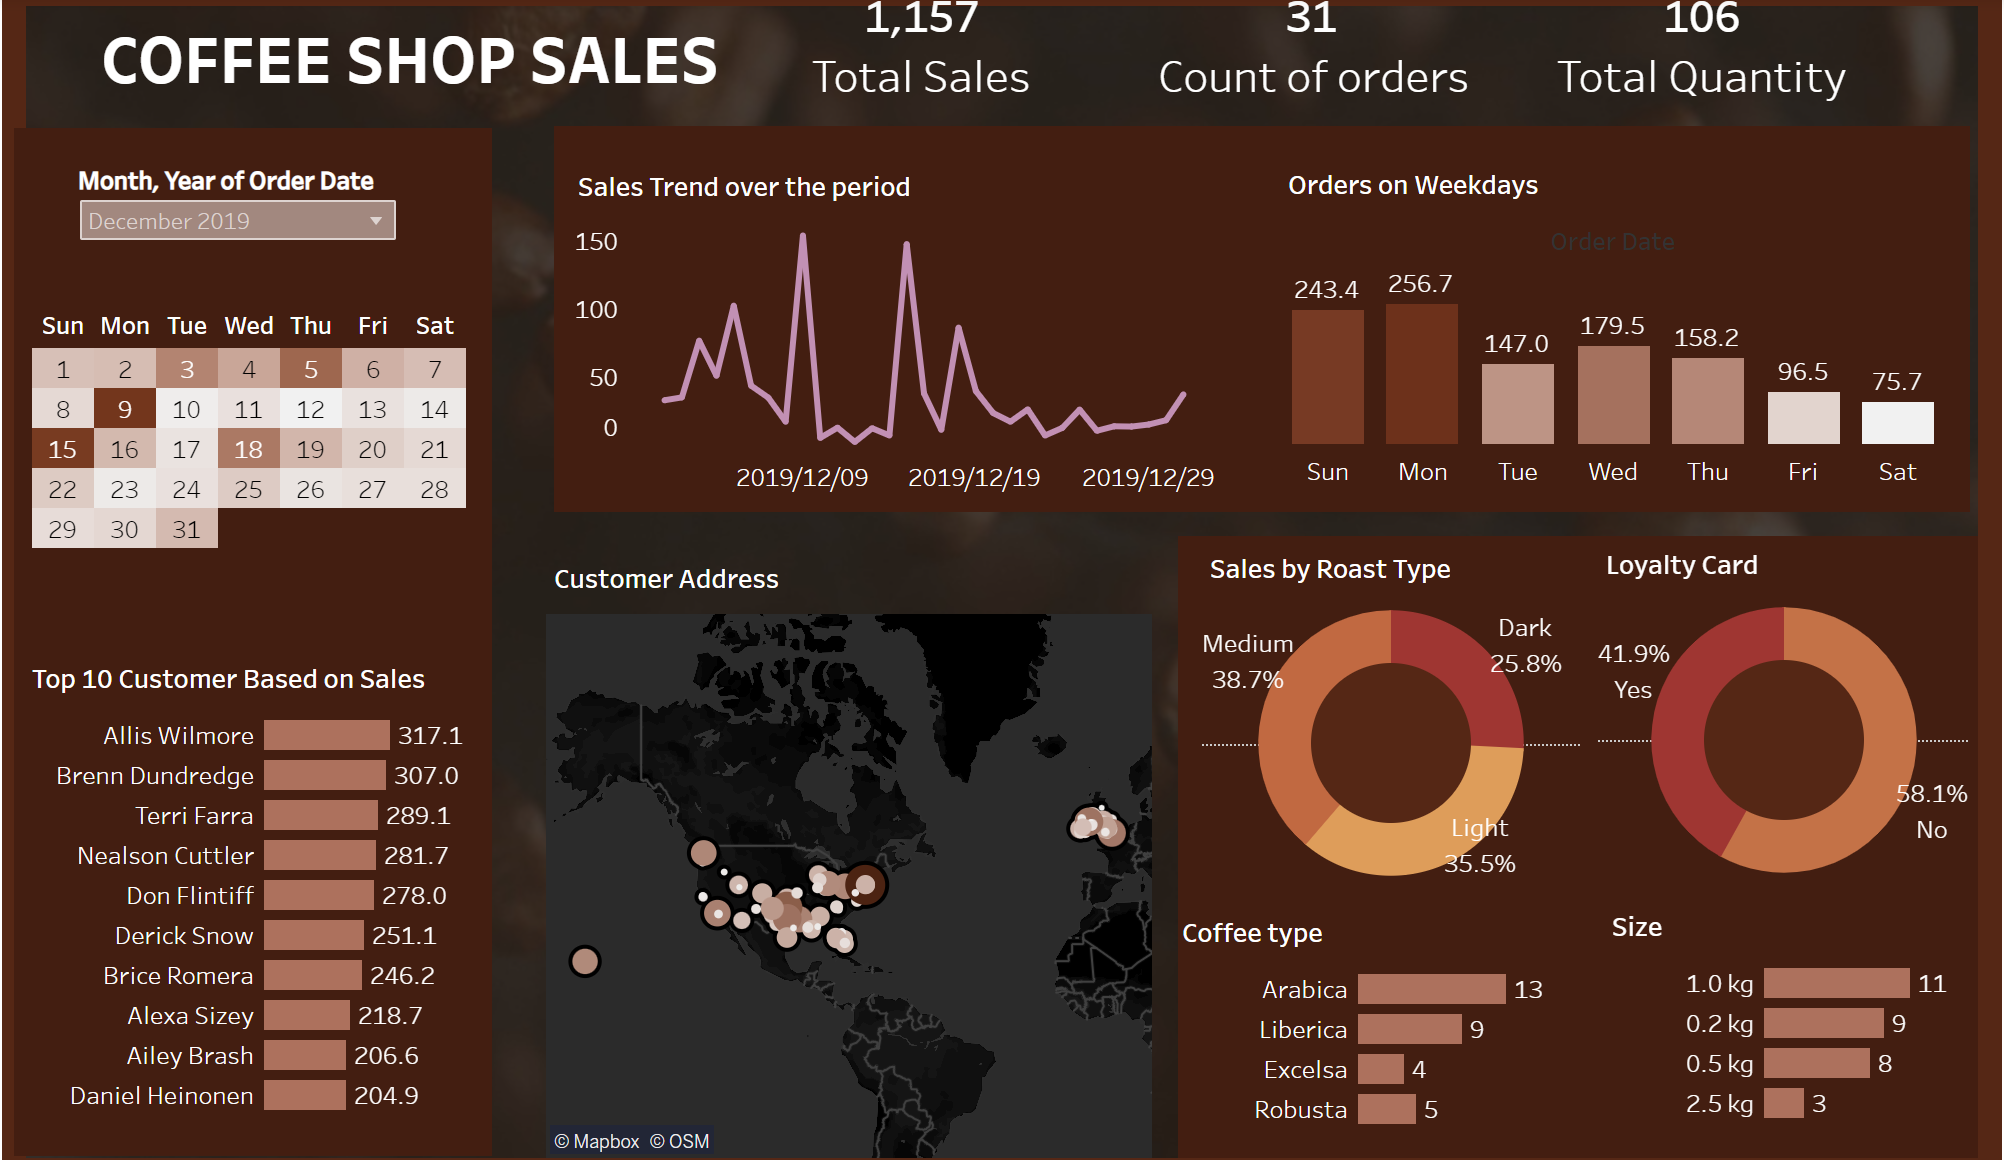 COFFEE SHOP SALES
1,157
Total Sales
31
Count of orders
106
Total Quantity
Month, Year of Order Date
December 2019
Sun Mon Tue Wed Thu Fri Sat
1 2 3 4 5 6 7
8 9 10 11 12 13 14
15 16 17 18 19 20 21
22 23 24 25 26 27 28
29 30 31
Top 10 Customer Based on Sales
Allis Wilmore 317.1
Brenn Dundredge 307.0
Terri Farra 289.1
Nealson Cuttler 281.7
Don Flintiff 278.0
Derick Snow 251.1
Brice Romera 246.2
Alexa Sizey 218.7
Ailey Brash 206.6
Daniel Heinonen 204.9
Sales Trend over the period
150
100
50
0
2019/12/09 2019/12/19 2019/12/29
Orders on Weekdays
Order Date
243.4 256.7 147.0 179.5 158.2 96.5 75.7
Sun Mon Tue Wed Thu Fri Sat
Customer Address
© Mapbox © OSM
Sales by Roast Type
Medium
38.7%
Dark
25.8%
Light
35.5%
Loyalty Card
41.9%
Yes
58.1%
No
Coffee type
Arabica 13
Liberica 9
Excelsa 4
Robusta 5
Size
1.0 kg 11
0.2 kg 9
0.5 kg 8
2.5 kg 3